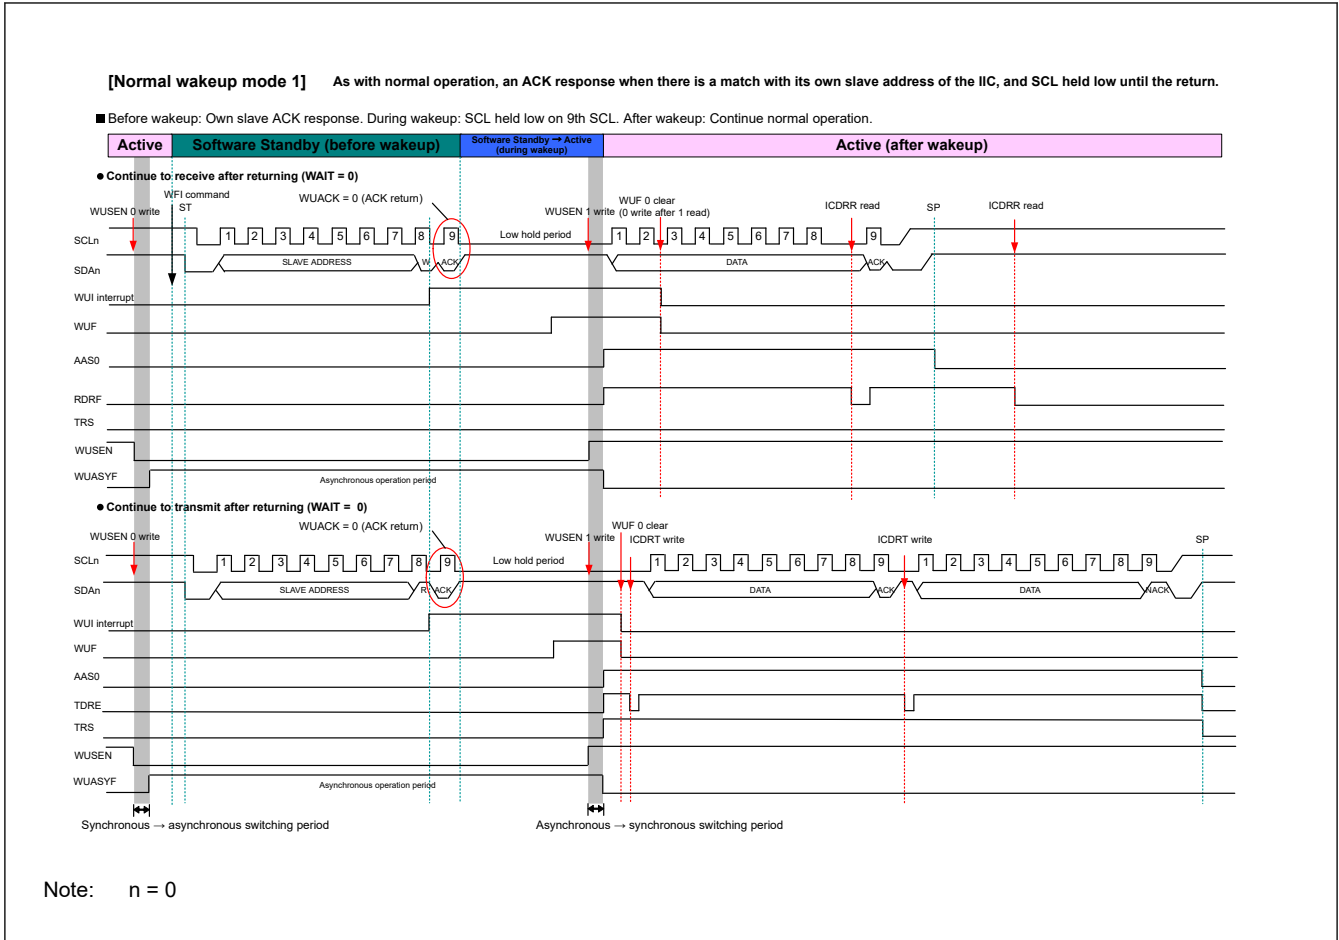 [Normal wakeup mode 1] As with normal operation, an ACK response when there is a match with its own slave address of the IIC, and SCL held low until the return.
■ Before wakeup: Own slave ACK response. During wakeup: SCL held low on 9th SCL. After wakeup: Continue normal operation.
Active Software Standby (before wakeup) Software Standby → Active (during wakeup) Active (after wakeup)
● Continue to receive after returning (WAIT = 0)
WFI command
WUSEN 0 write ST WUACK = 0 (ACK return) WUSEN 1 write WUF 0 clear (0 write after 1 read) ICDRR read SP ICDRR read
SCLn 1 2 3 4 5 6 7 8 9 Low hold period 1 2 3 4 5 6 7 8 9
SDAn SLAVE ADDRESS W ACK DATA ACK
WUI interrupt
WUF
AAS0
RDRF
TRS
WUSEN
WUASYF Asynchronous operation period
● Continue to transmit after returning (WAIT = 0)
WUSEN 0 write WUACK = 0 (ACK return) WUSEN 1 write WUF 0 clear ICDRT write ICDRT write SP
SCLn 1 2 3 4 5 6 7 8 9 Low hold period 1 2 3 4 5 6 7 8 9 1 2 3 4 5 6 7 8 9
SDAn SLAVE ADDRESS R ACK DATA ACK DATA NACK
WUI interrupt
WUF
AAS0
TDRE
TRS
WUSEN
WUASYF Asynchronous operation period
Synchronous → asynchronous switching period Asynchronous → synchronous switching period
Note: n = 0